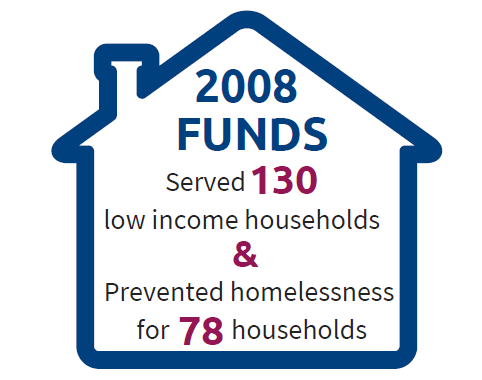 2008
FUNDS
Served 130
low income households
&
Prevented homelessness
for 78 households